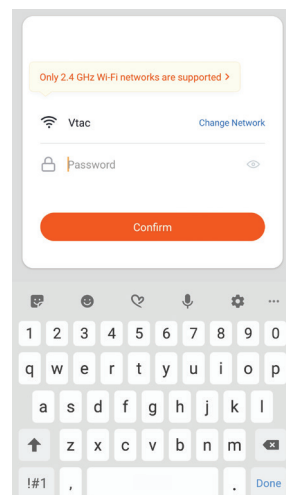 Only 2.4 GHz Wi-Fi networks are supported >
Vtac Change Network
Password
Confirm
1 2 3 4 5 6 7 8 9 0
q w e r t y u i o p
a s d f g h j k l
z x c v b n m
!#1 , . Done